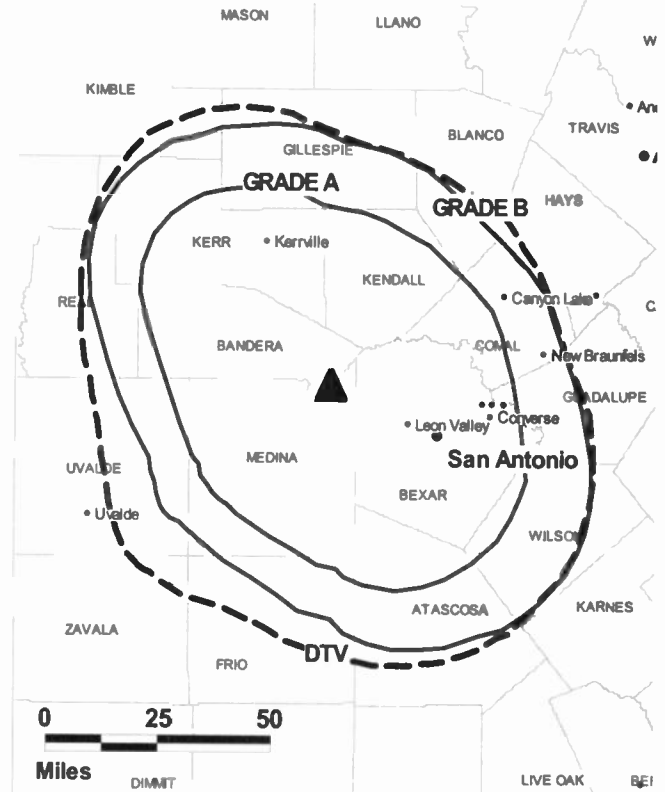 MASON
LLANO
W
KIMBLE
An
TRAVIS
BLANCO
GILLESPIE
GRADE A
GRADE B
HAYS
KERR
Kerrville
KENDALL
Canyon Lake
REAL
C
BANDERA
COMAL
New Braunfels
GUADALUPE
Converse
Leon Valley
MEDINA
San Antonio
UVALDE
BEXAR
Uvalde
WILSON
ATASCOSA
KARNES
ZAVALA
DTV
FRIO
0 25 50
Miles
DIMMIT
LIVE OAK
BEE